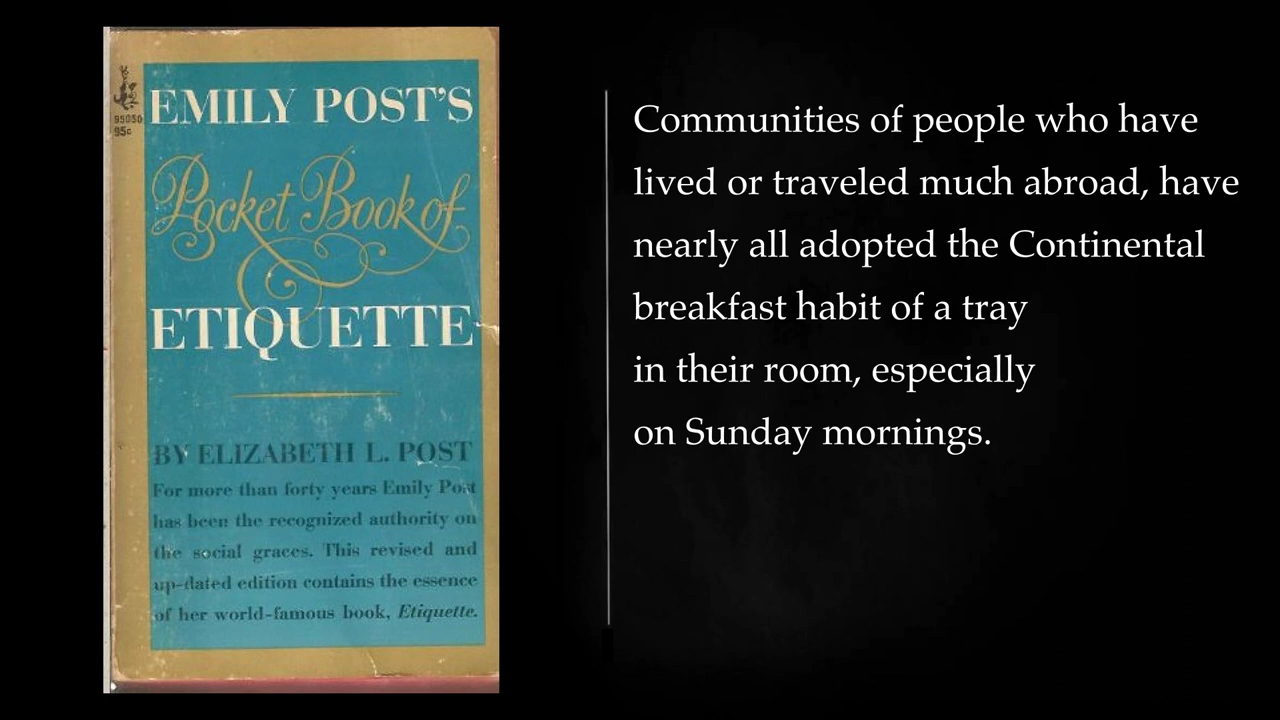 95050
95c
EMILY POST'S
Pocket Book of
ETIQUETTE
BY ELIZABETH L. POST
For more than forty years Emily Post
has been the recognized authority on
the social graces. This revised and
up-dated edition contains the essence
of her world-famous book, Etiquette.
Communities of people who have
lived or traveled much abroad, have
nearly all adopted the Continental
breakfast habit of a tray
in their room, especially
on Sunday mornings.